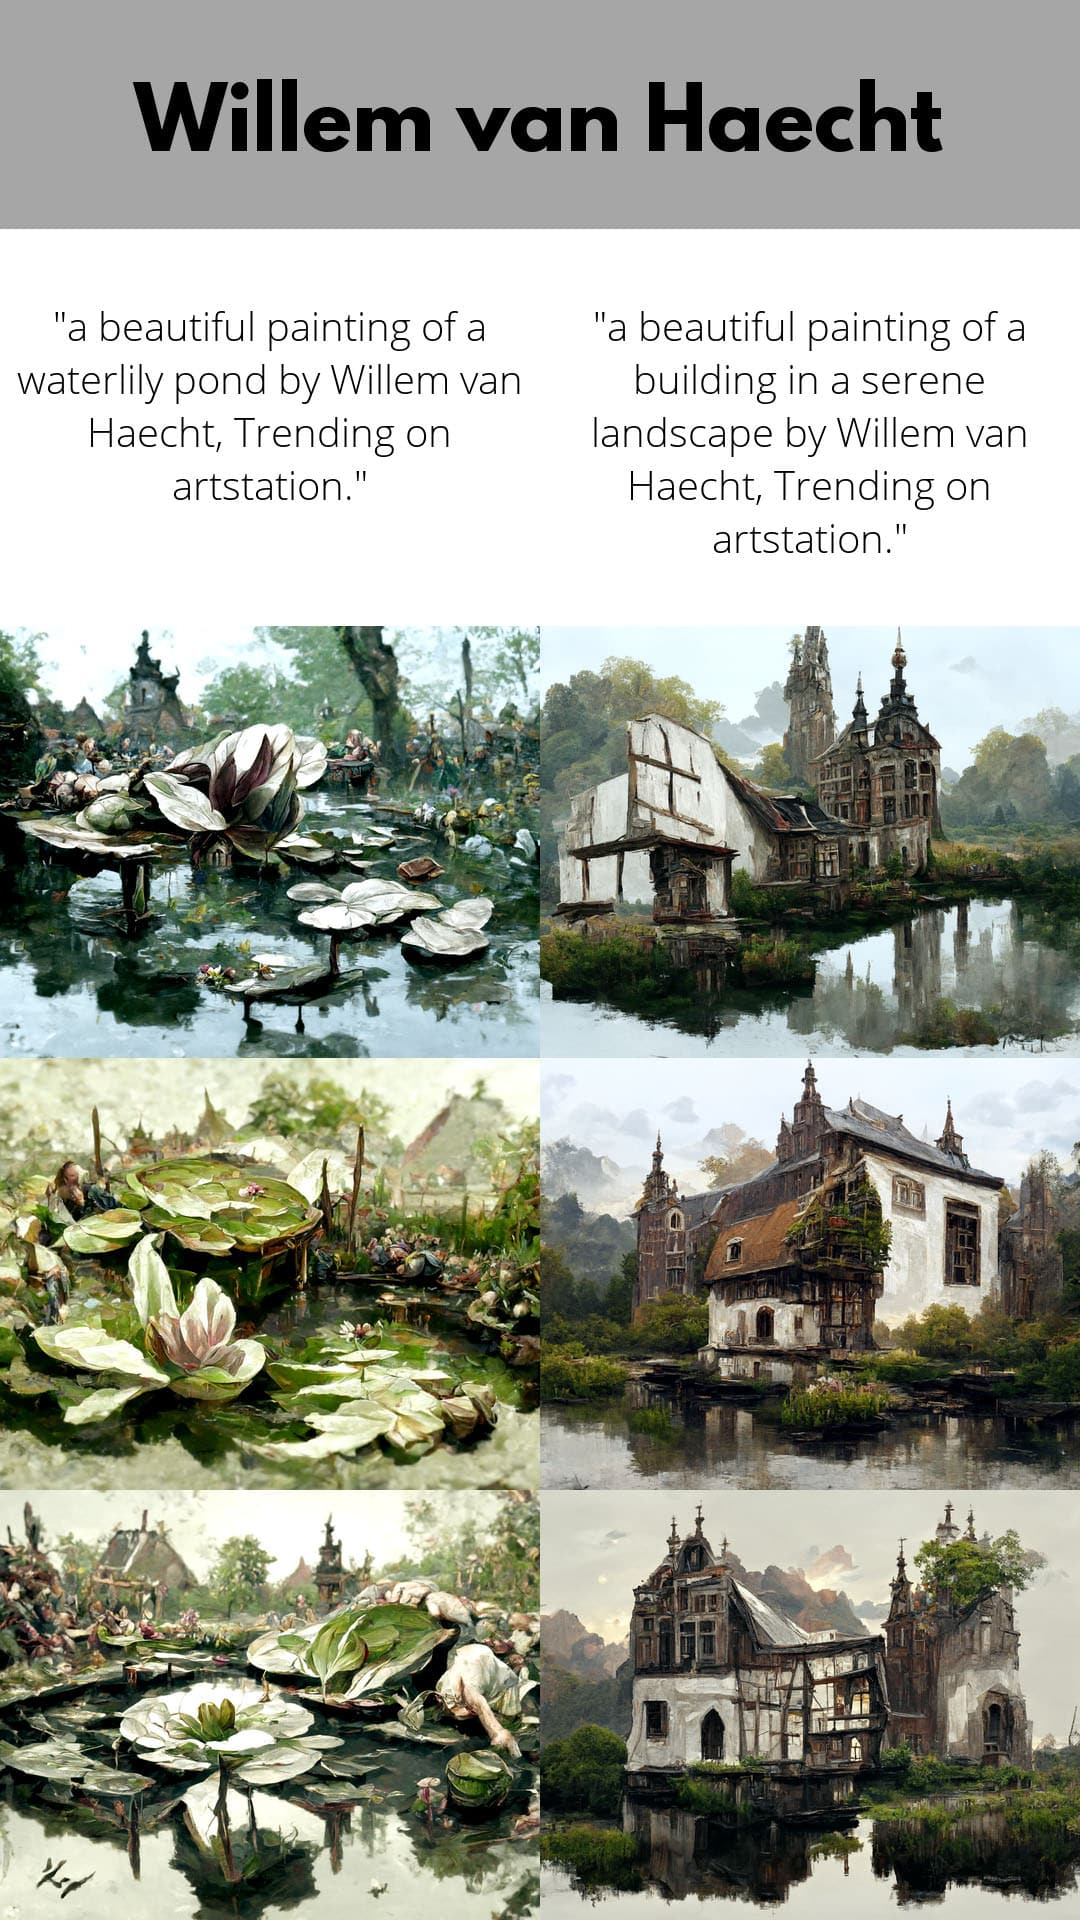 Willem van Haecht
"a beautiful painting of a
waterlily pond by Willem van
Haecht, Trending on
artstation."
"a beautiful painting of a
building in a serene
landscape by Willem van
Haecht, Trending on
artstation."